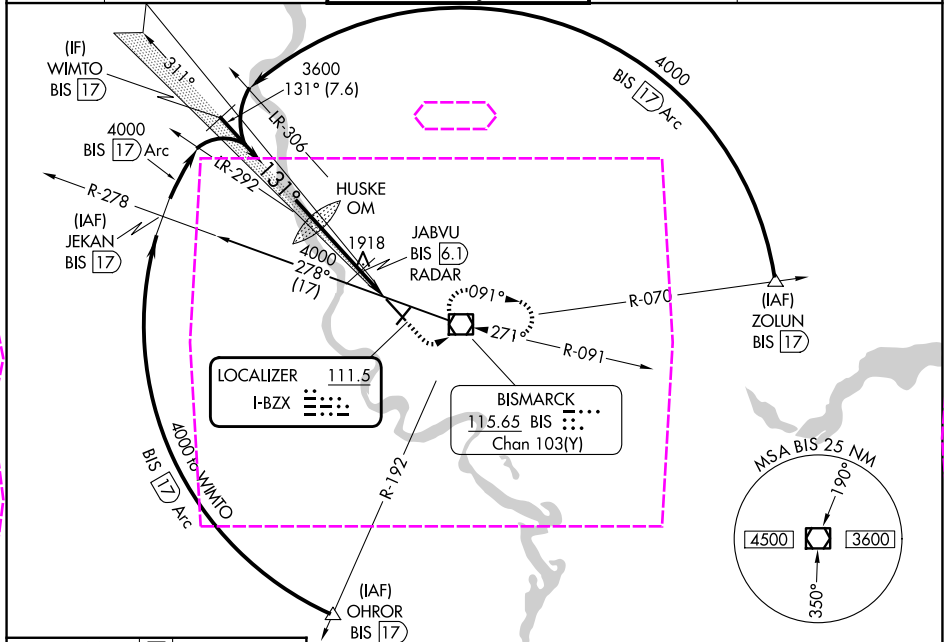 (IF)
WIMTO
BIS 17
311°
3600
131° (7.6)
4000
BIS 17 Arc
4000
BIS 17 Arc
LR-306
LR-292
131°
R-278
(IAF)
JEKAN
BIS 17
HUSKE
OM
1918
JABVU
BIS 6.1
RADAR
4000
278°
(17)
091°
271°
R-070
R-091
(IAF)
ZOLUN
BIS 17
LOCALIZER 111.5
I-BZX
BISMARCK
115.65 BIS
Chan 103(Y)
4000 to WIMTO
BIS 17 Arc
R-192
(IAF)
OHROR
BIS 17
MSA BIS 25 NM
190°
4500
3600
350°